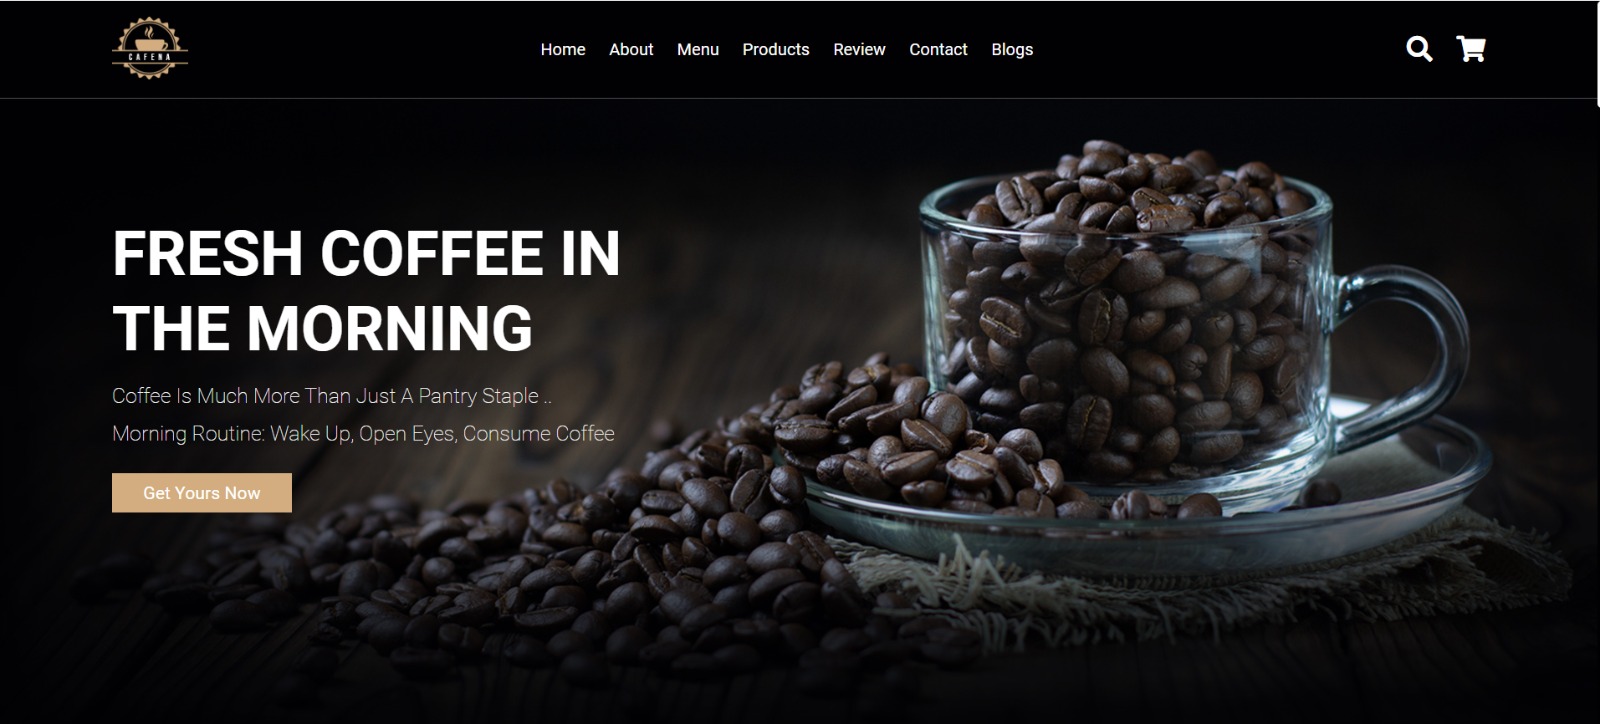 CAFENA
Home About Menu Products Review Contact Blogs
FRESH COFFEE IN
THE MORNING
Coffee Is Much More Than Just A Pantry Staple ..
Morning Routine: Wake Up, Open Eyes, Consume Coffee
Get Yours Now